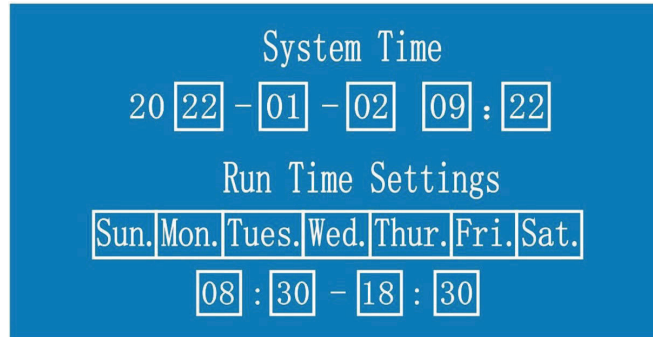 System Time
20 22 - 01 - 02 09 : 22
Run Time Settings
Sun. Mon. Tues. Wed. Thur. Fri. Sat.
08 : 30 - 18 : 30